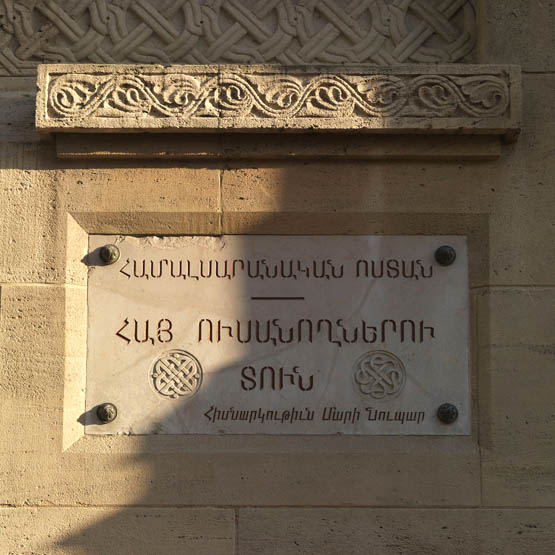 ՀԱՄԱԼՍԱՐԱՆԱԿԱՆ ՈՍՏԱՆ
ՀԱՅ ՈՒՍԱՆՈՂՆԵՐՈՒ
ՏՈՒՆ
Հիմնարկութիւն Մարի Նուպար